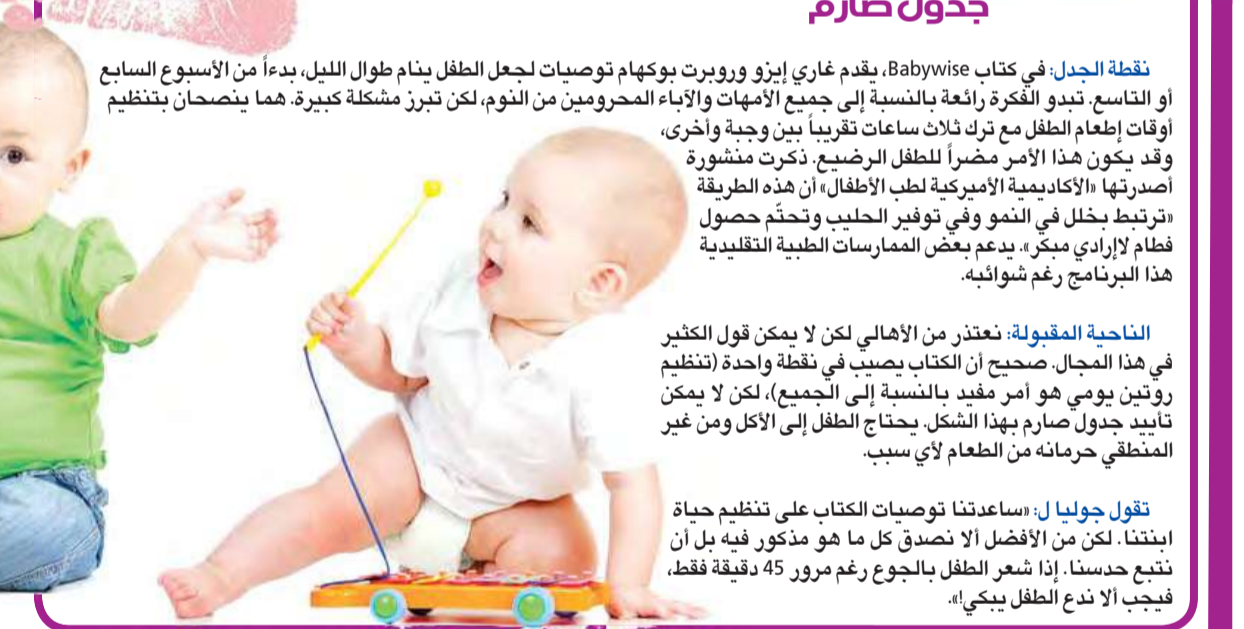 جدول صارم
نقطة الجدل: في كتاب Babywise، يقدم غاري إيزو وروبرت بوكهام توصيات لجعل الطفل ينام طوال الليل، بدءاً من الأسبوع السابع
أو التاسع. تبدو الفكرة رائعة بالنسبة إلى جميع الأمهات والآباء المحرومين من النوم، لكن تبرز مشكلة كبيرة. هما ينصحان بتنظيم
أوقات إطعام الطفل مع ترك ثلاث ساعات تقريباً بين وجبة وأخرى،
وقد يكون هذا الأمر مضراً للطفل الرضيع. ذكرت منشورة
أصدرتها «الأكاديمية الأميركية لطب الأطفال» أن هذه الطريقة
«ترتبط بخلل في النمو وفي توفير الحليب وتحتّم حصول
فطام لاإرادي مبكر». يدعم بعض الممارسات الطبية التقليدية
هذا البرنامج رغم شوائبه.
الناحية المقبولة: نعتذر من الأهالي لكن لا يمكن قول الكثير
في هذا المجال. صحيح أن الكتاب يصيب في نقطة واحدة (تنظيم
روتين يومي هو أمر مفيد بالنسبة إلى الجميع)، لكن لا يمكن
تأييد جدول صارم بهذا الشكل. يحتاج الطفل إلى الأكل ومن غير
المنطقي حرمانه من الطعام لأي سبب.
تقول جوليا ل: «ساعدتنا توصيات الكتاب على تنظيم حياة
ابنتنا. لكن من الأفضل ألا نصدق كل ما هو مذكور فيه بل أن
نتبع حدسنا. إذا شعر الطفل بالجوع رغم مرور 45 دقيقة فقط،
فيجب ألا ندع الطفل يبكي!».